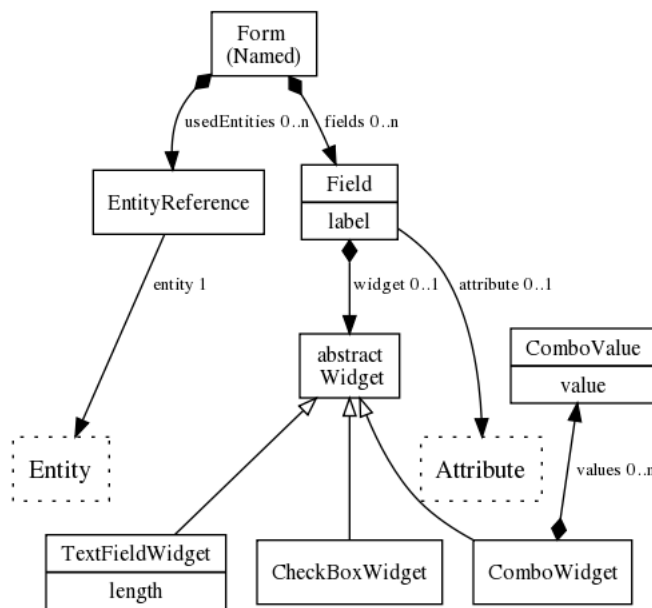 Form
(Named)
usedEntities 0..n
fields 0..n
EntityReference
Field
label
entity 1
widget 0..1
attribute 0..1
abstract
Widget
ComboValue
value
Entity
Attribute
values 0..n
TextFieldWidget
length
CheckBoxWidget
ComboWidget